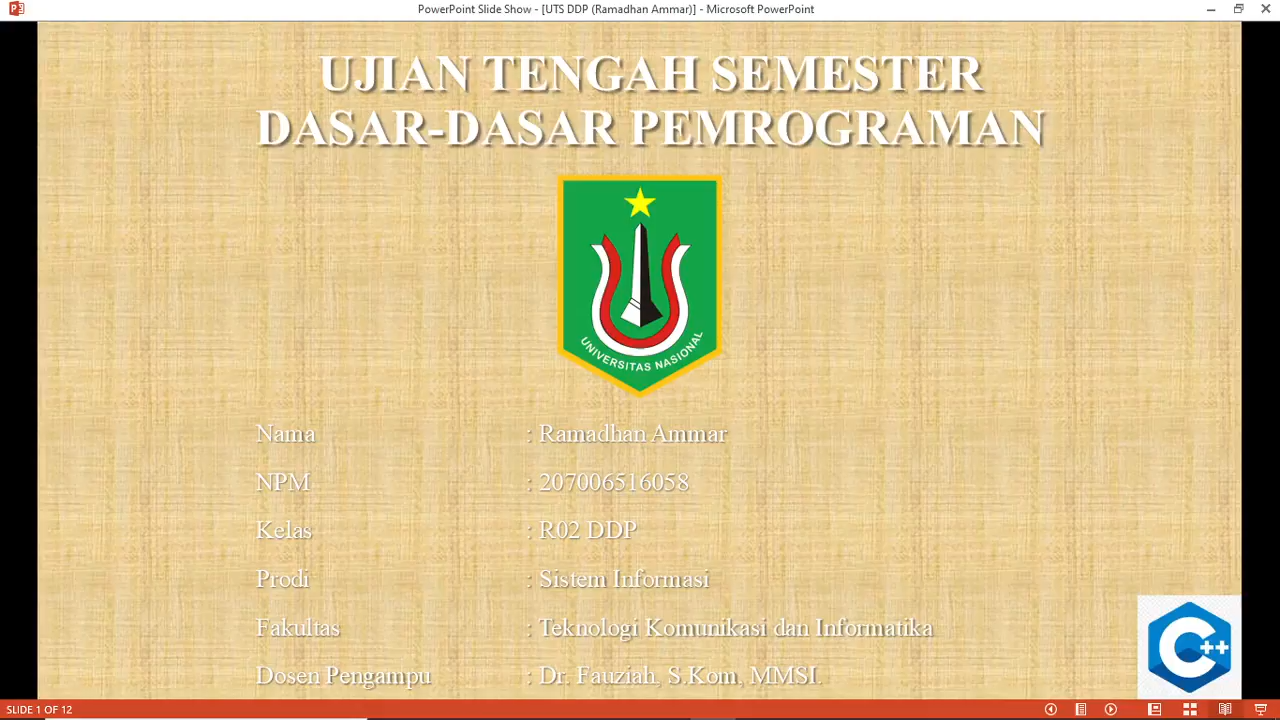 PowerPoint Slide Show - [UTS DDP (Ramadhan Ammar)] - Microsoft PowerPoint
UJIAN TENGAH SEMESTER
DASAR-DASAR PEMROGRAMAN
UNIVERSITAS NASIONAL
Nama : Ramadhan Ammar
NPM : 207006516058
Kelas : R02 DDP
Prodi : Sistem Informasi
Fakultas : Teknologi Komunikasi dan Informatika
Dosen Pengampu : Dr. Fauziah, S.Kom, MMSI.
C++
SLIDE 1 OF 12